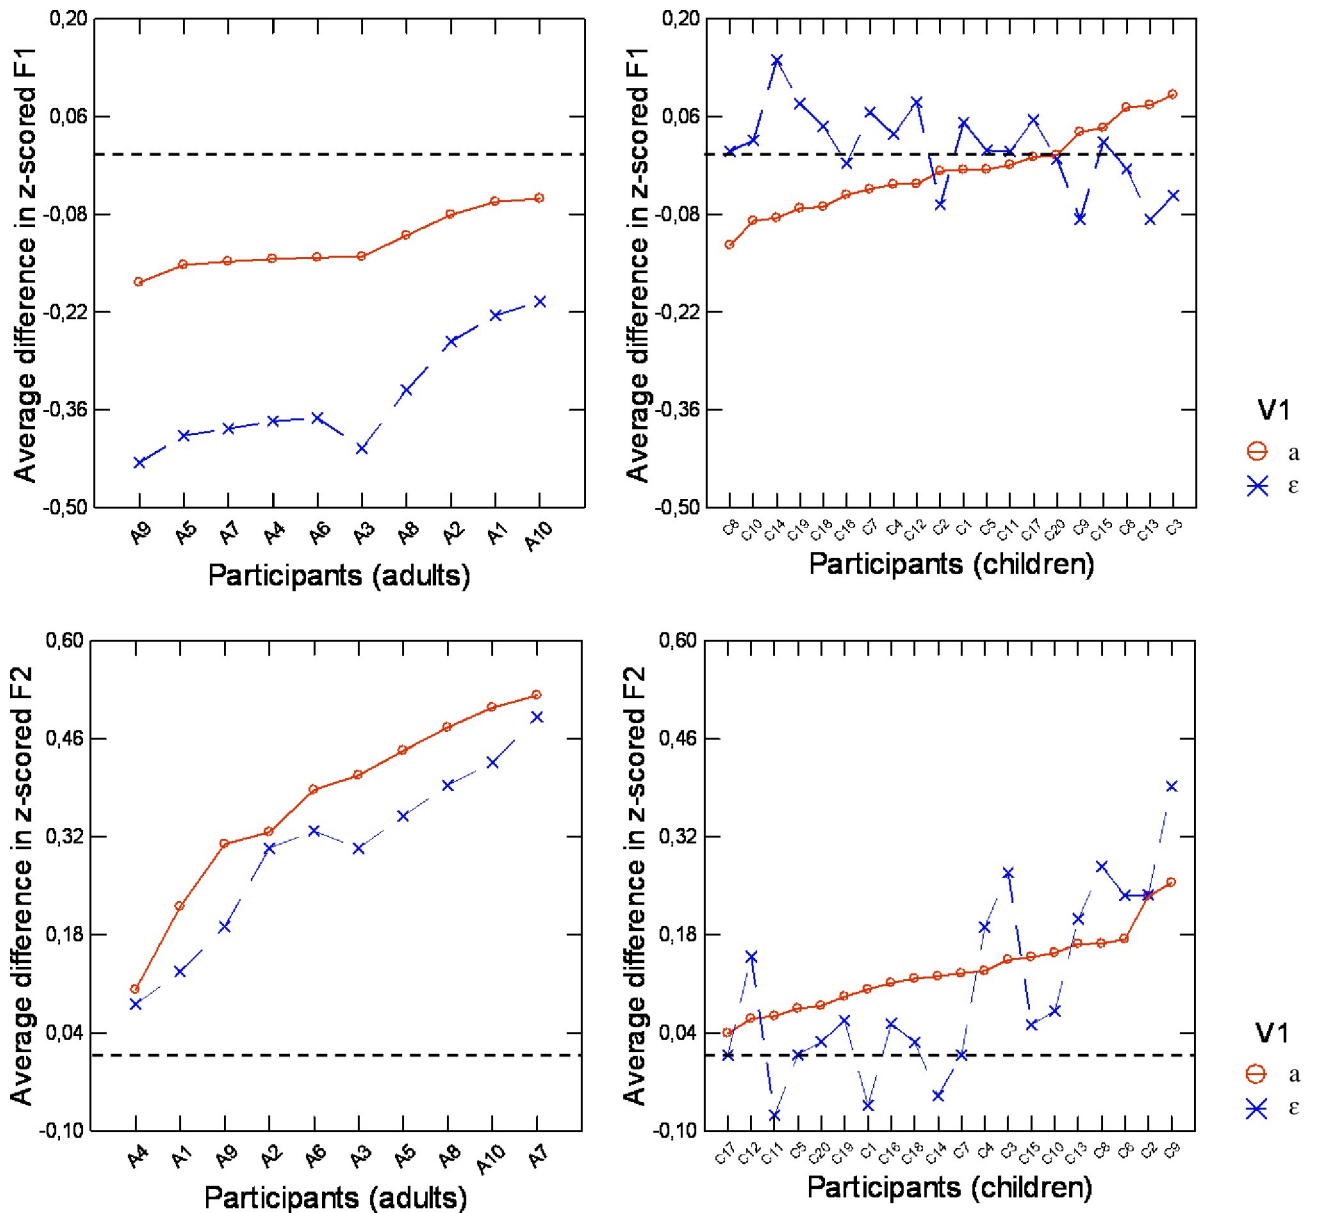 Average difference in z-scored F1
0,20
0,06
-0,08
-0,22
-0,36
-0,50
A9 A5 A7 A4 A6 A3 A8 A2 A1 A10
Participants (adults)
Average difference in z-scored F1
0,20
0,06
-0,08
-0,22
-0,36
-0,50
C10 C14 C19 C18 C16 C7 C4 C12 C2 C1 C5 C11 C17 C20 C9 C15 C13 C3
Participants (children)
V1
a
ε
Average difference in z-scored F2
0,60
0,46
0,32
0,18
0,04
-0,10
A4 A1 A9 A2 A6 A3 A5 A8 A10 A7
Participants (adults)
Average difference in z-scored F2
0,60
0,46
0,32
0,18
0,04
-0,10
C17 C12 C11 C5 C20 C19 C1 C16 C18 C14 C7 C4 C3 C15 C10 C13 C8 C6 C2 C9
Participants (children)
V1
a
ε